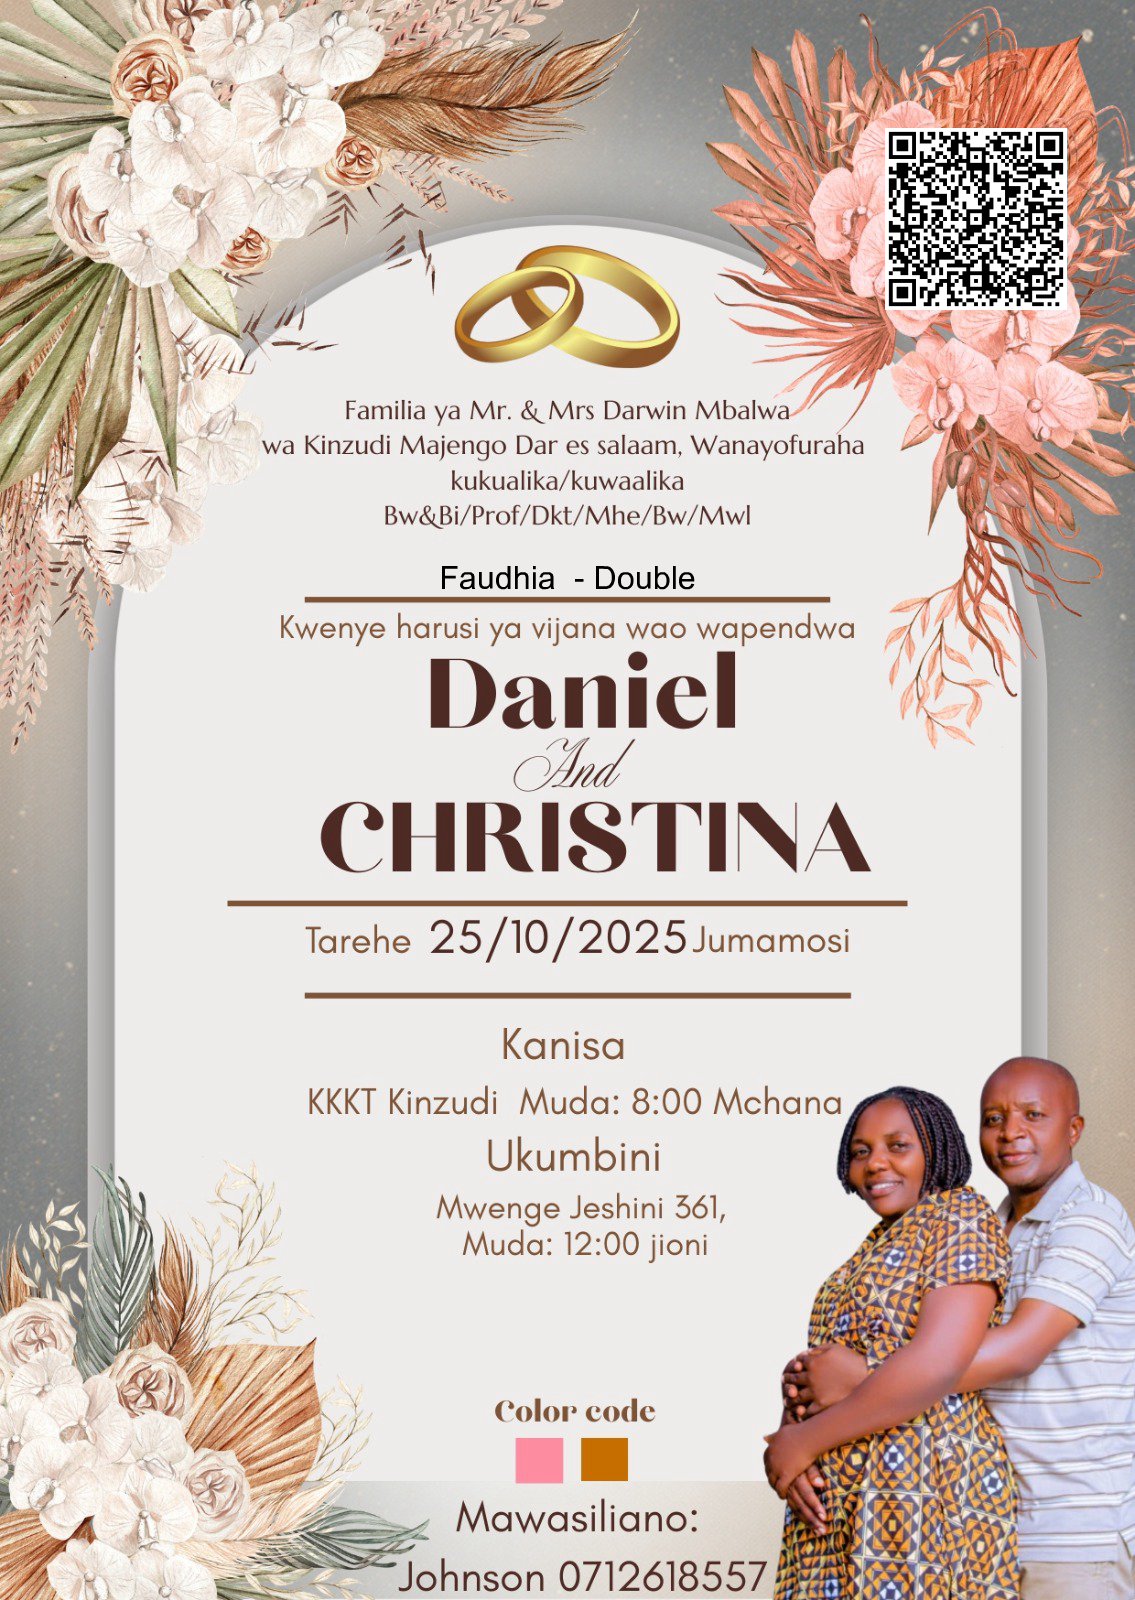 Familia ya Mr. & Mrs Darwin Mbalwa
wa Kinzudi Majengo Dar es salaam, Wanayofuraha
kukualika/kuwaalika
Bw&Bi/Prof/Dkt/Mhe/Bw/Mwl
Faudhia - Double
Kwenye harusi ya vijana wao wapendwa
Daniel
And
CHRISTINA
Tarehe 25/10/2025 Jumamosi
Kanisa
KKKT Kinzudi Muda: 8:00 Mchana
Ukumbini
Mwenge Jeshini 361,
Muda: 12:00 jioni
Color code
Mawasiliano:
Johnson 0712618557